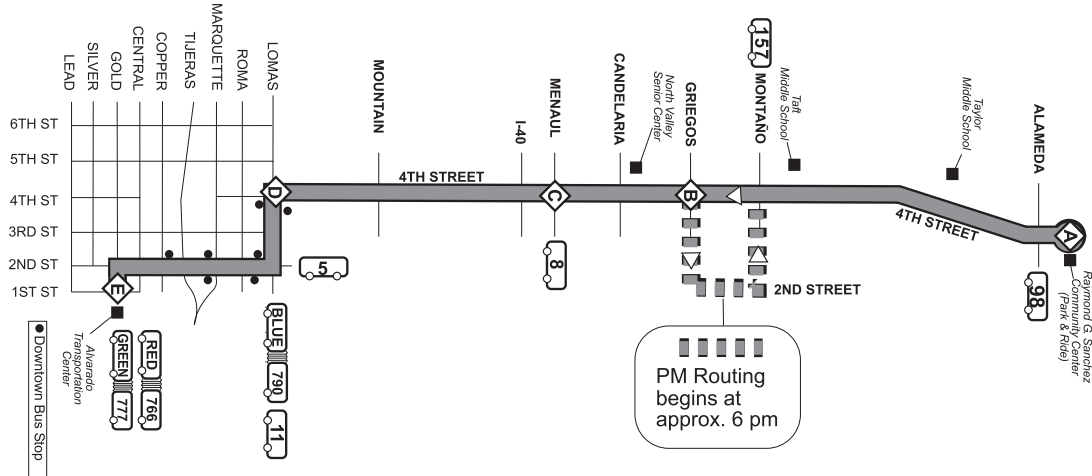 LEAD
SILVER
GOLD
CENTRAL
COPPER
TIJERAS
MARQUETTE
ROMA
LOMAS
MOUNTAIN
I-40
MENAUL
CANDELARIA
North Valley
Senior Center
GRIEGOS
157
MONTAÑO
Taft
Middle School
Taylor
Middle School
ALAMEDA
6TH ST
5TH ST
4TH ST
3RD ST
2ND ST
1ST ST
4TH STREET
4TH STREET
2ND STREET
A
B
C
D
E
Raymond G. Sanchez
Community Center
(Park & Ride)
98
8
5
BLUE
790
11
RED
766
GREEN
777
Alvarado
Transportation
Center
Downtown Bus Stop
PM Routing
begins at
approx. 6 pm